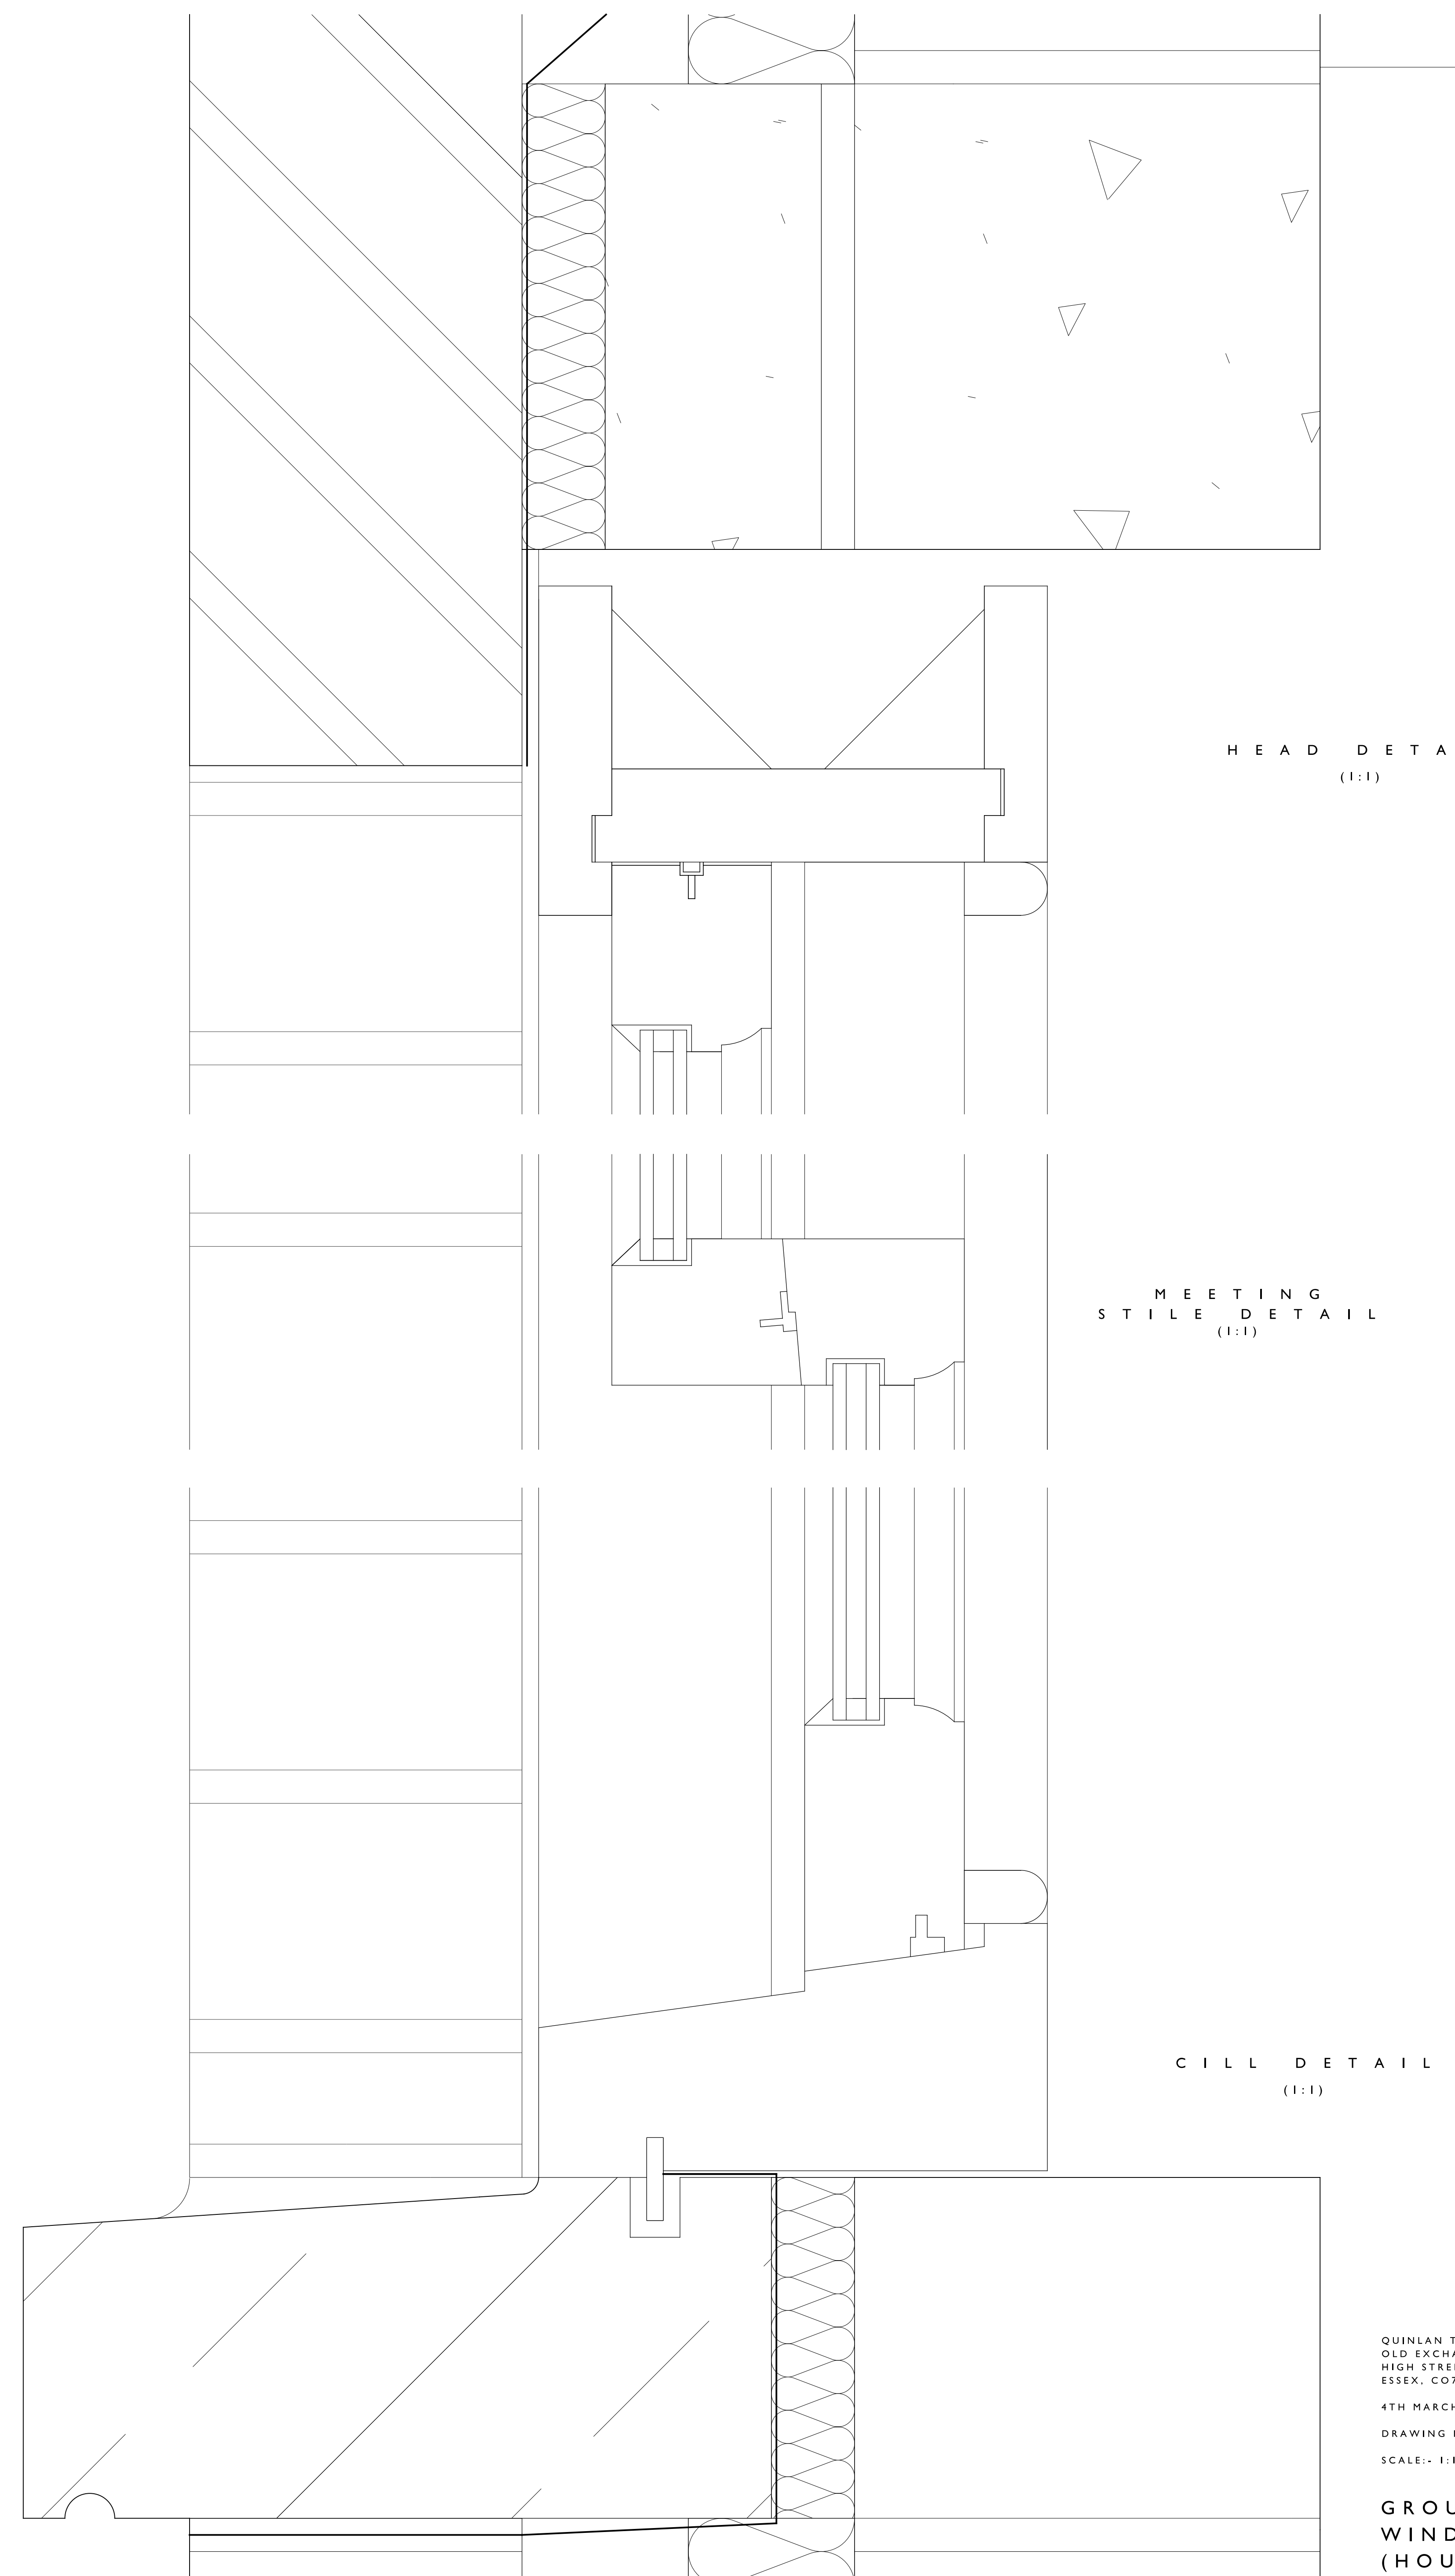 HEAD DETA
(1:1)
MEETING
STILE DETAIL
(1:1)
CILL DETAIL
(1:1)
QUINLAN T
OLD EXCHA
HIGH STRE
ESSEX, CO7
4TH MARCH
DRAWING
SCALE:- 1:1
GROU
WIND
(HOU